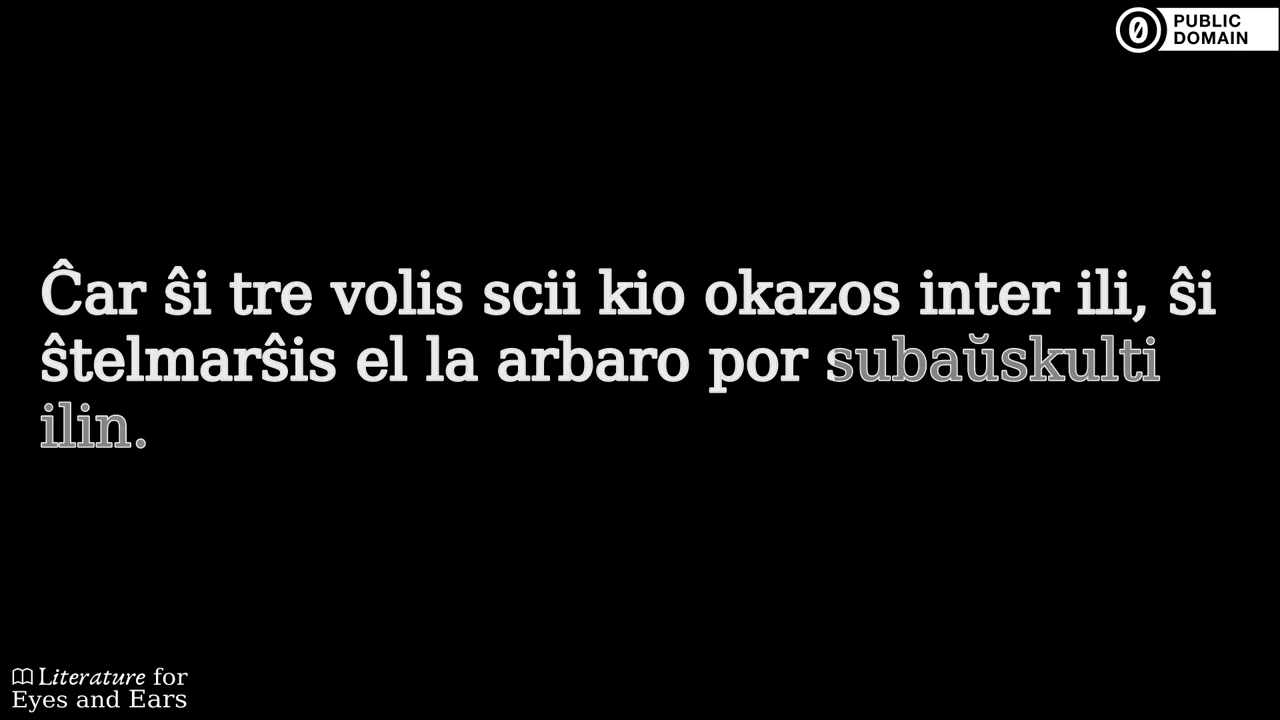 PUBLIC
DOMAIN
Ĉar ŝi tre volis scii kio okazos inter ili, ŝi
ŝtelmarŝis el la arbaro por subaŭskulti
ilin.
Literature for
Eyes and Ears